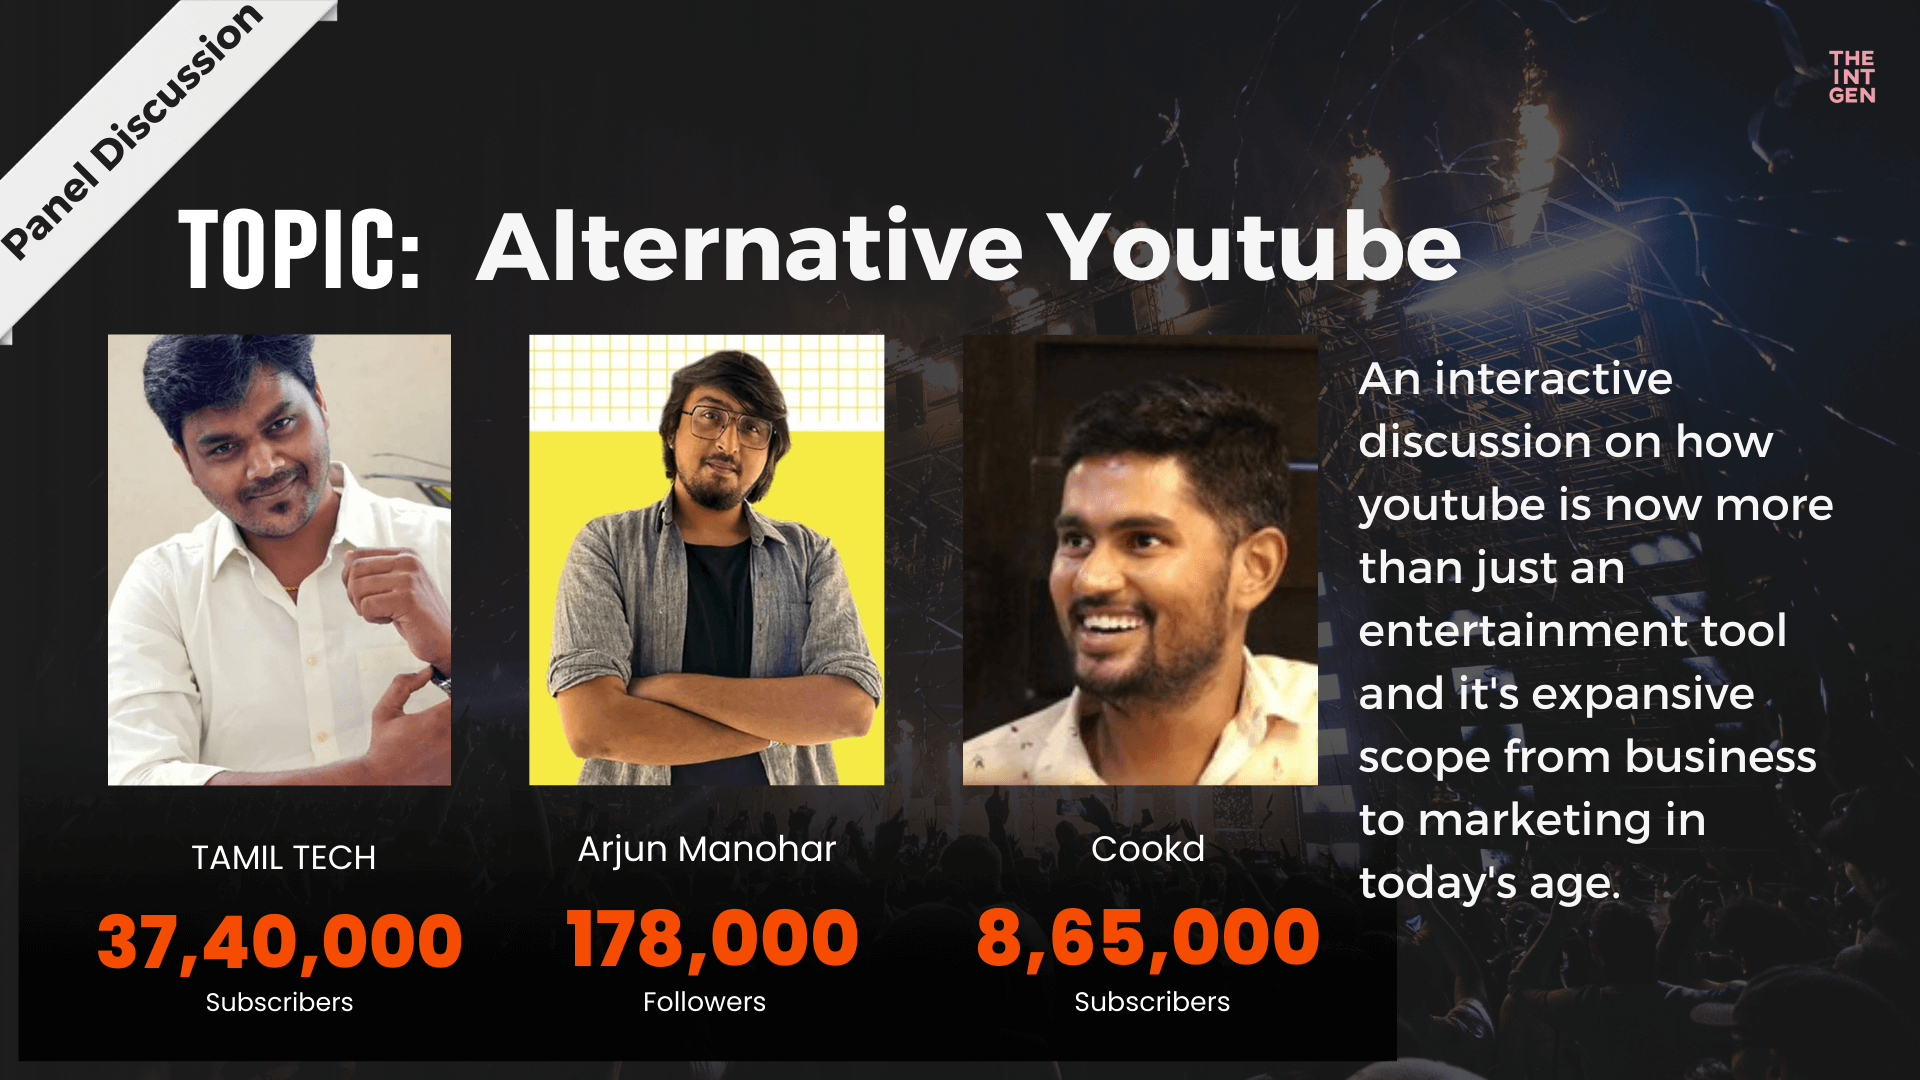 Panel Discussion
THE
INT
GEN
TOPIC: Alternative Youtube
An interactive
discussion on how
youtube is now more
than just an
entertainment tool
and it's expansive
scope from business
to marketing in
today's age.
TAMIL TECH
37,40,000
Subscribers
Arjun Manohar
178,000
Followers
Cookd
8,65,000
Subscribers